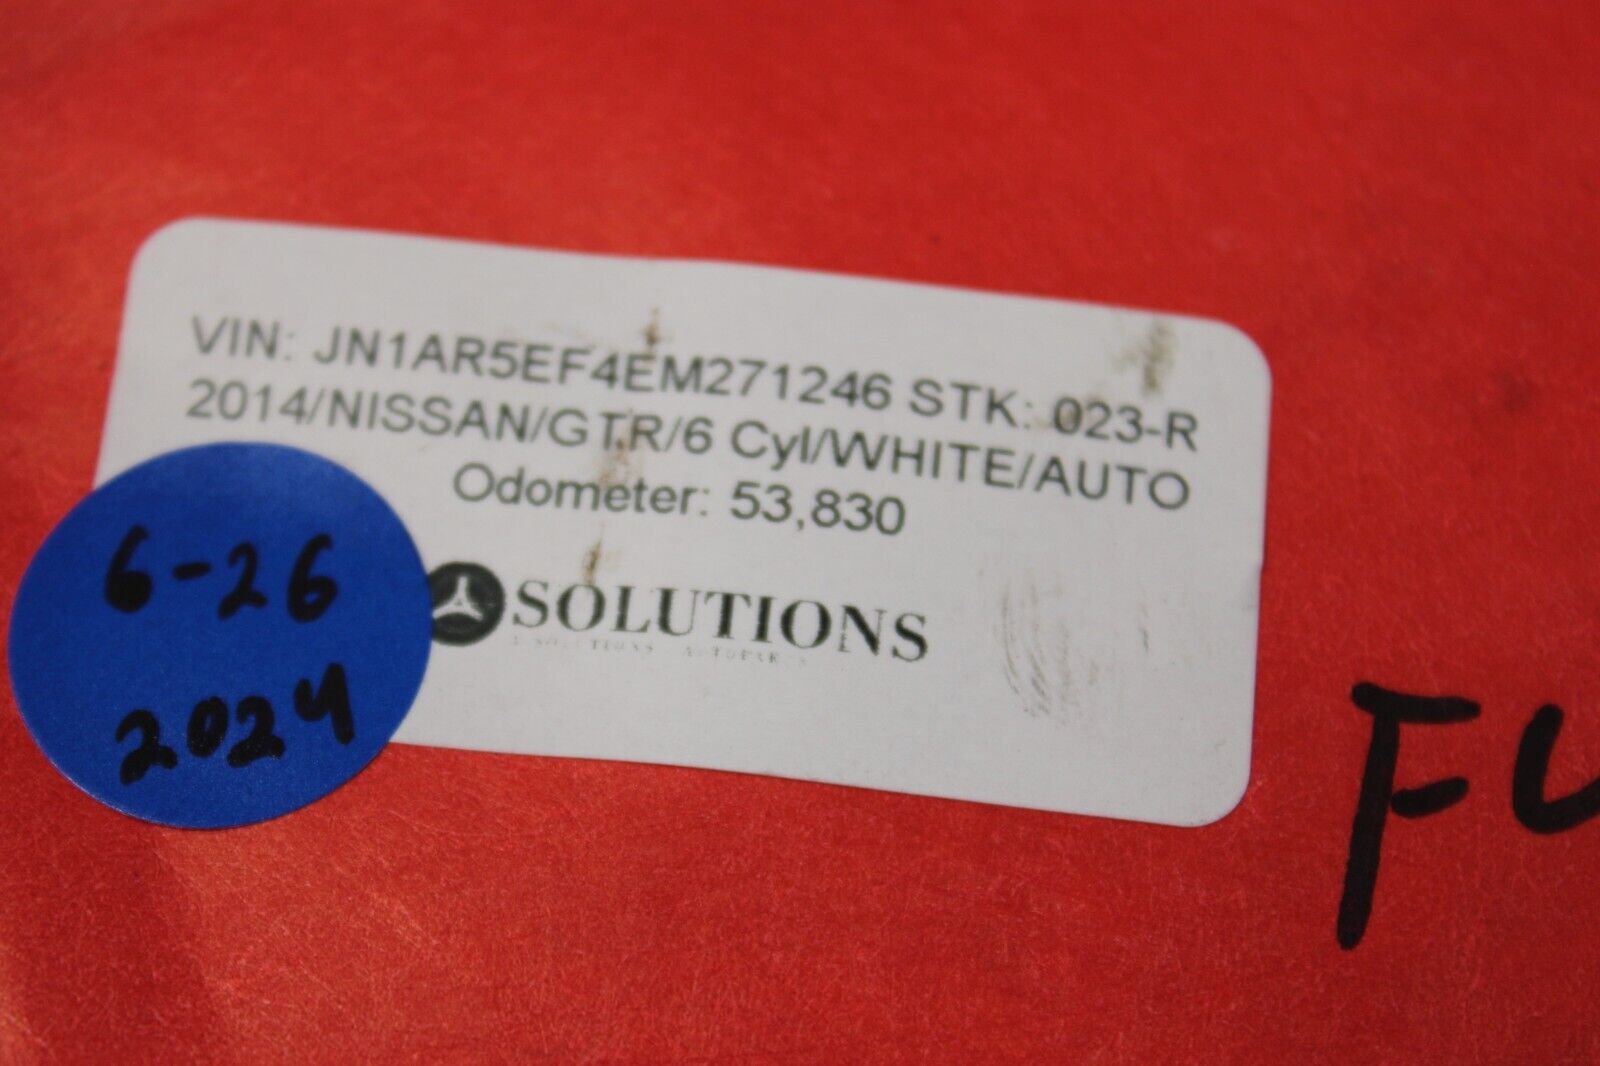 VIN: JN1AR5EF4EM271246 STK: 023-R
2014/NISSAN/GTR/6 Cyl/WHITE/AUTO
Odometer: 53,830
SOLUTIONS
6-26
2024